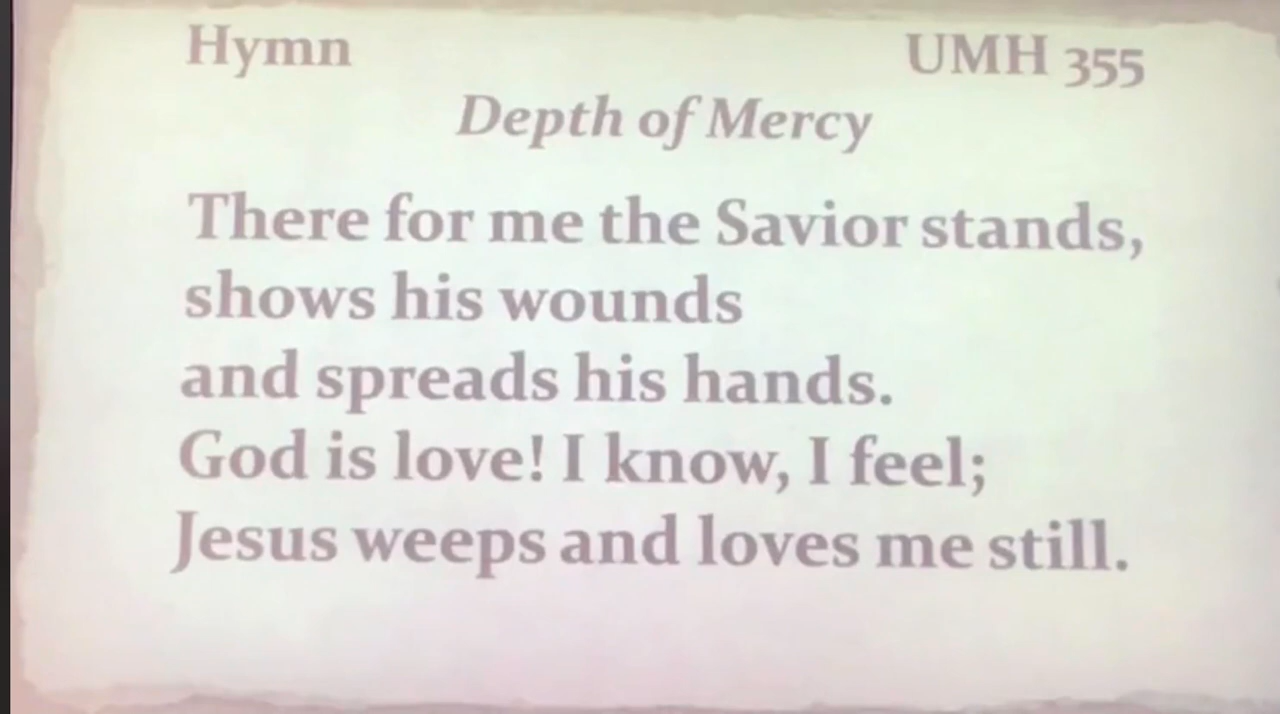 Hymn UMH 355
Depth of Mercy
There for me the Savior stands,
shows his wounds
and spreads his hands.
God is love! I know, I feel;
Jesus weeps and loves me still.